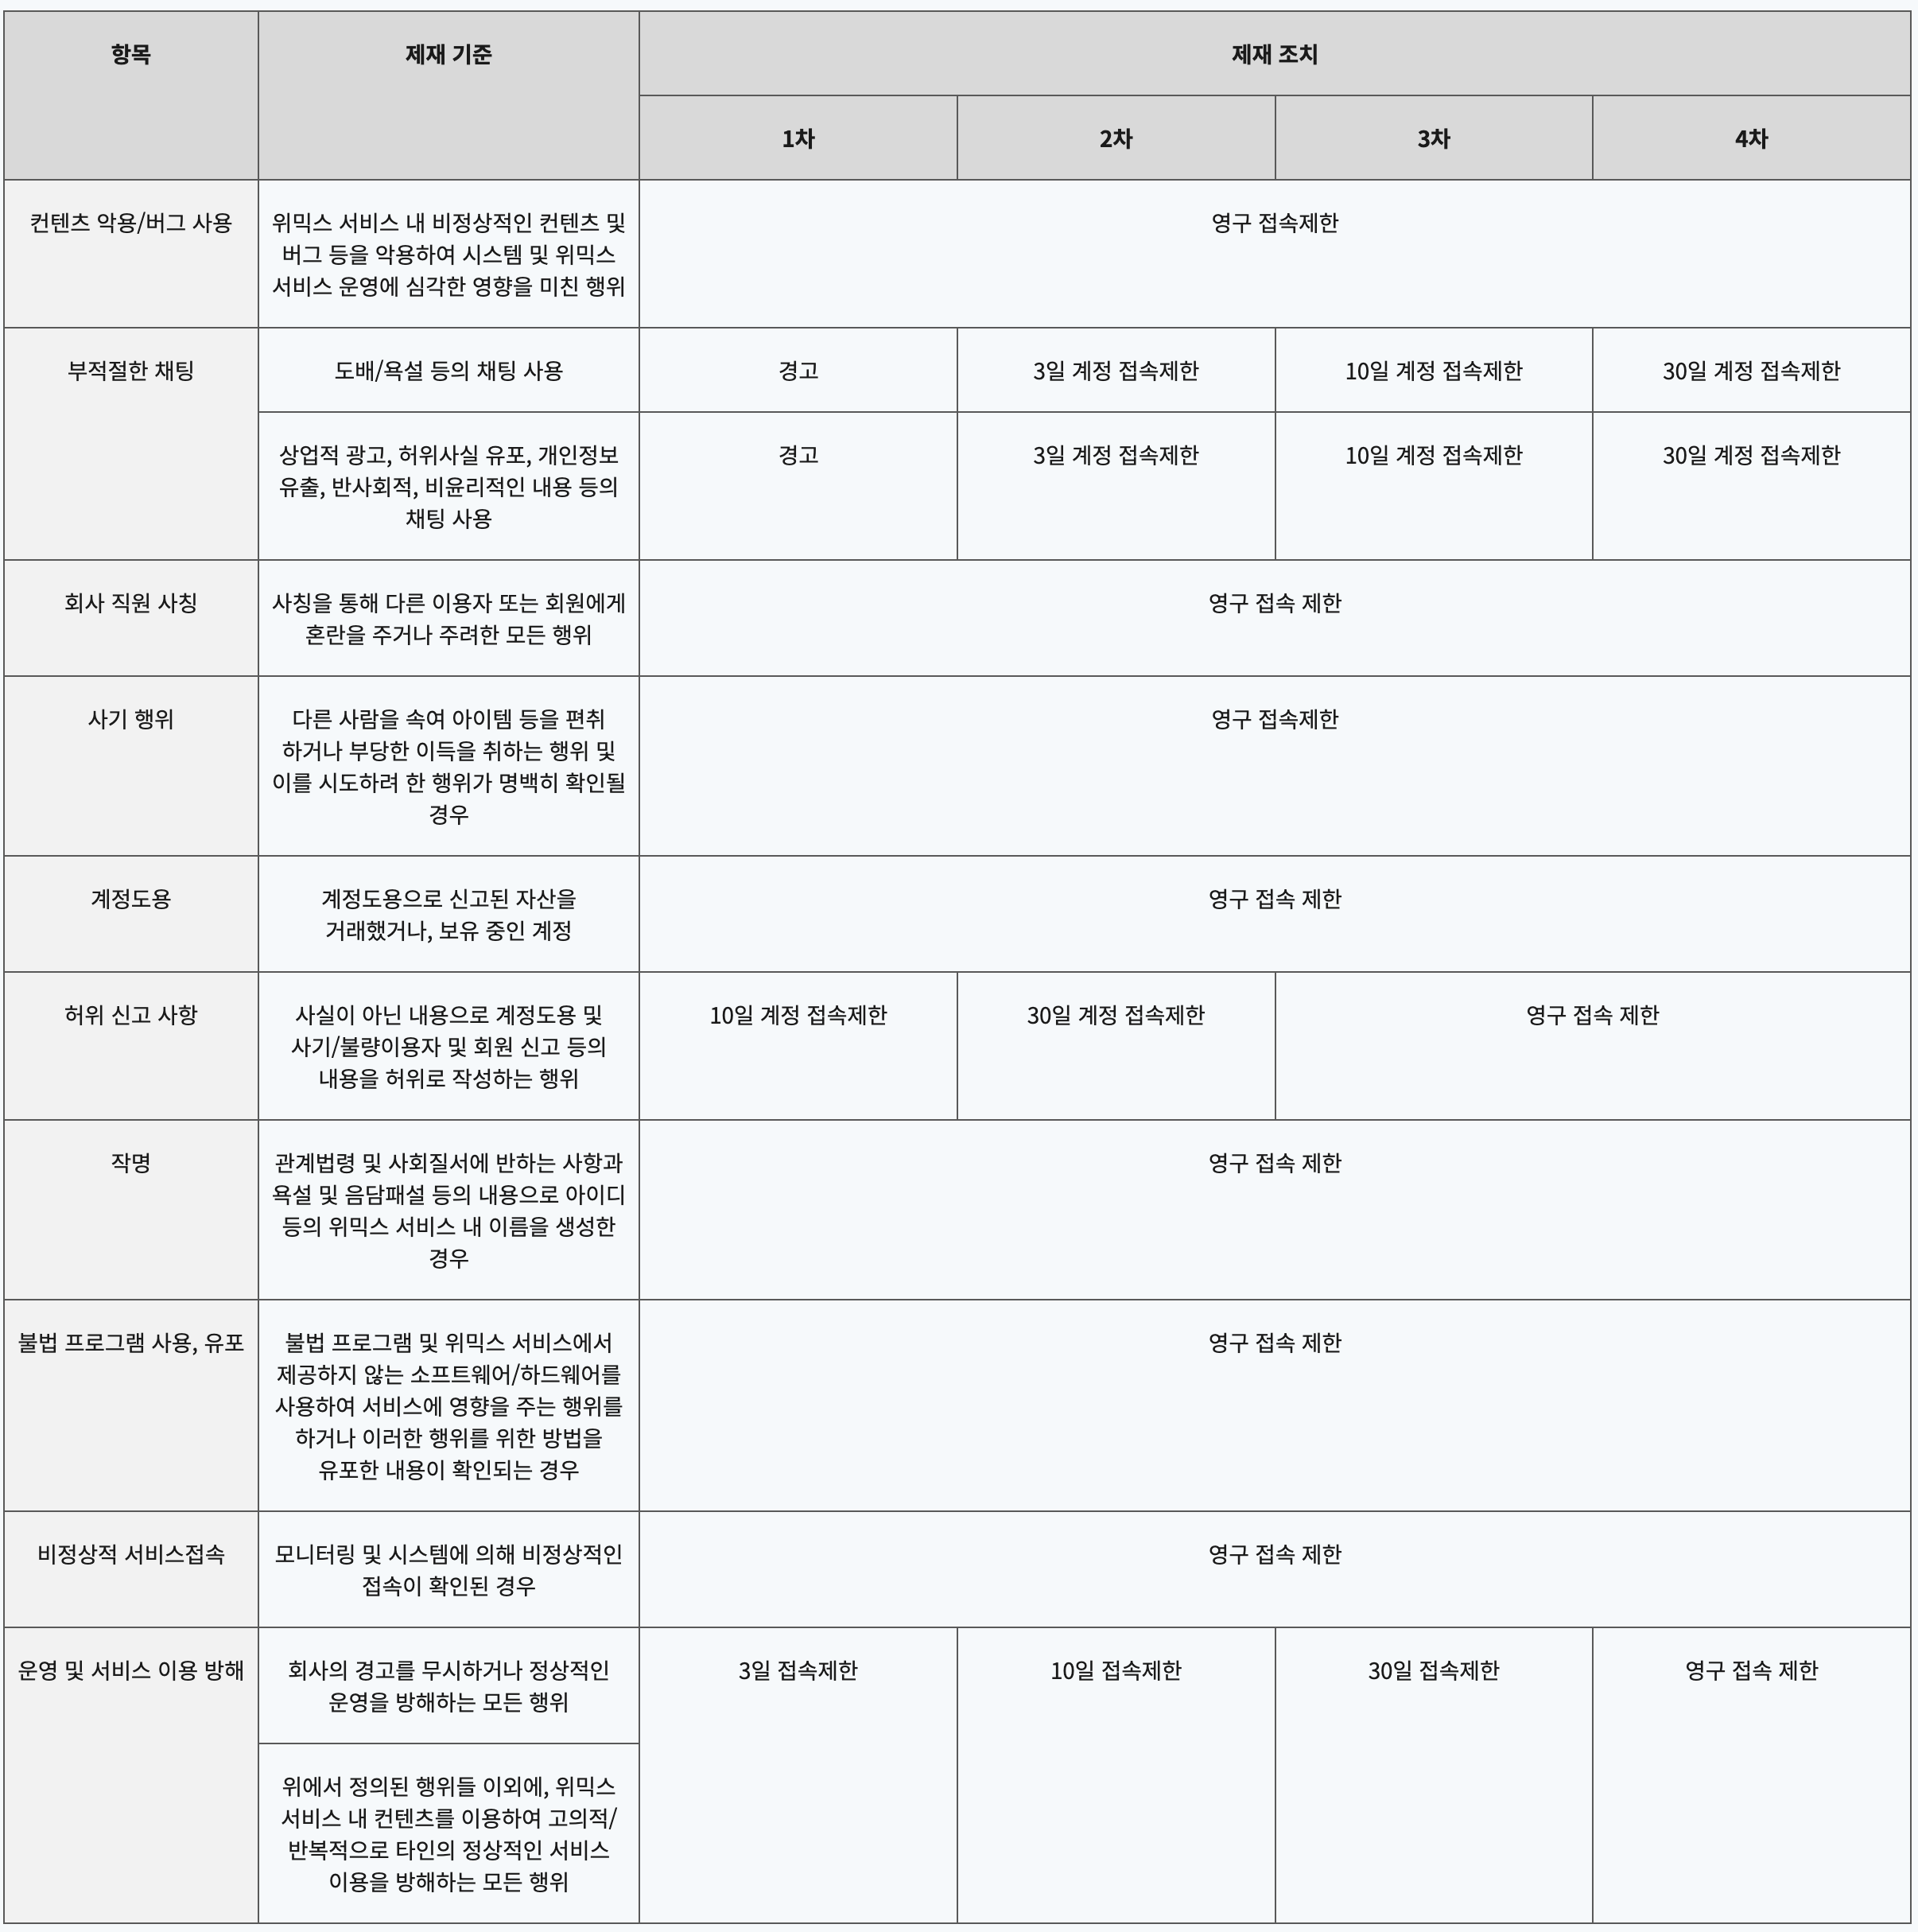 항목
제재 기준
제재 조치
1차
2차
3차
4차
컨텐츠 악용/버그 사용
위믹스 서비스 내 비정상적인 컨텐츠 및
버그 등을 악용하여 시스템 및 위믹스
서비스 운영에 심각한 영향을 미친 행위
영구 접속제한
부적절한 채팅
도배/욕설 등의 채팅 사용
경고
3일 계정 접속제한
10일 계정 접속제한
30일 계정 접속제한
상업적 광고, 허위사실 유포, 개인정보
유출, 반사회적, 비윤리적인 내용 등의
채팅 사용
경고
3일 계정 접속제한
10일 계정 접속제한
30일 계정 접속제한
회사 직원 사칭
사칭을 통해 다른 이용자 또는 회원에게
혼란을 주거나 주려한 모든 행위
영구 접속 제한
사기 행위
다른 사람을 속여 아이템 등을 편취
하거나 부당한 이득을 취하는 행위 및
이를 시도하려 한 행위가 명백히 확인될
경우
영구 접속제한
계정도용
계정도용으로 신고된 자산을
거래했거나, 보유 중인 계정
영구 접속 제한
허위 신고 사항
사실이 아닌 내용으로 계정도용 및
사기/불량이용자 및 회원 신고 등의
내용을 허위로 작성하는 행위
10일 계정 접속제한
30일 계정 접속제한
영구 접속 제한
작명
관계법령 및 사회질서에 반하는 사항과
욕설 및 음담패설 등의 내용으로 아이디
등의 위믹스 서비스 내 이름을 생성한
경우
영구 접속 제한
불법 프로그램 사용, 유포
불법 프로그램 및 위믹스 서비스에서
제공하지 않는 소프트웨어/하드웨어를
사용하여 서비스에 영향을 주는 행위를
하거나 이러한 행위를 위한 방법을
유포한 내용이 확인되는 경우
영구 접속 제한
비정상적 서비스접속
모니터링 및 시스템에 의해 비정상적인
접속이 확인된 경우
영구 접속 제한
운영 및 서비스 이용 방해
회사의 경고를 무시하거나 정상적인
운영을 방해하는 모든 행위
3일 접속제한
10일 접속제한
30일 접속제한
영구 접속 제한
위에서 정의된 행위들 이외에, 위믹스
서비스 내 컨텐츠를 이용하여 고의적/
반복적으로 타인의 정상적인 서비스
이용을 방해하는 모든 행위